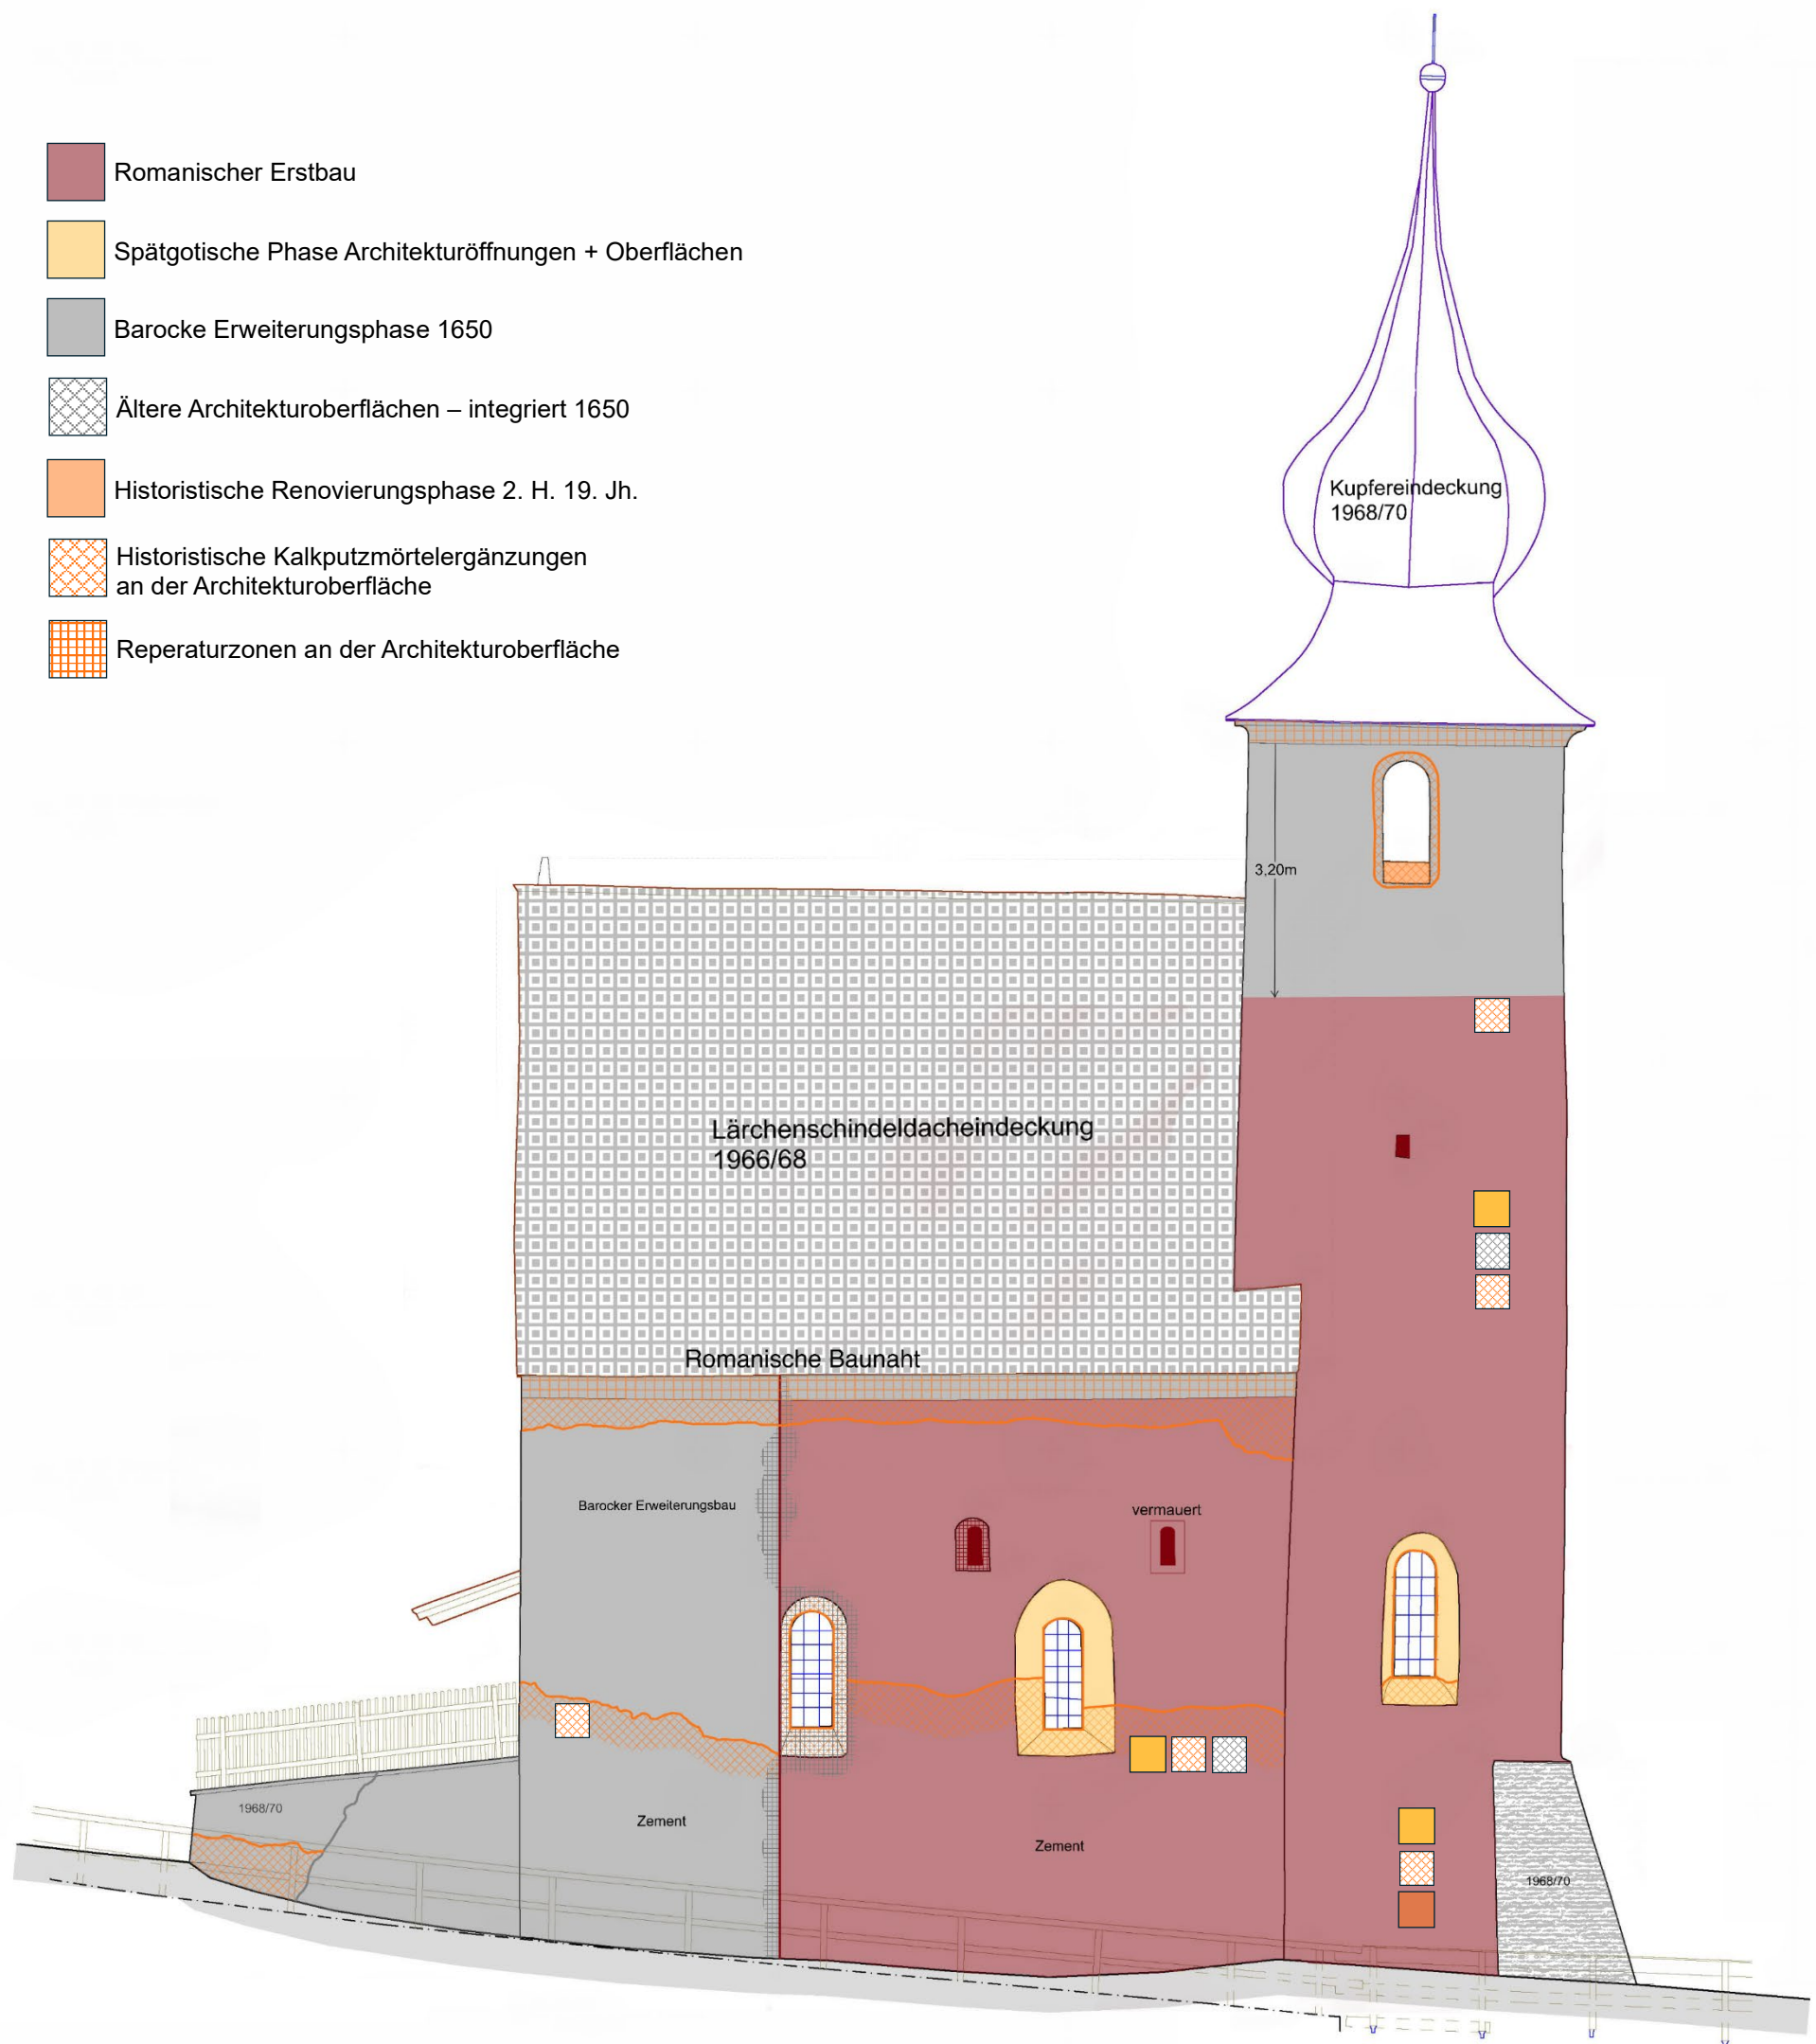 Romanischer Erstbau
Spätgotische Phase Architekturöffnungen + Oberflächen
Barocke Erweiterungsphase 1650
Ältere Architekturoberflächen – integriert 1650
Historistische Renovierungsphase 2. H. 19. Jh.
Historistische Kalkputzmörtelergänzungen
an der Architekturoberfläche
Reperaturzonen an der Architekturoberfläche
Kupfereindeckung
1968/70
3,20m
Lärchenschindeldacheindeckung
1966/68
Romanische Baunaht
Barocker Erweiterungsbau
vermauert
1968/70
Zement
Zement
1968/70